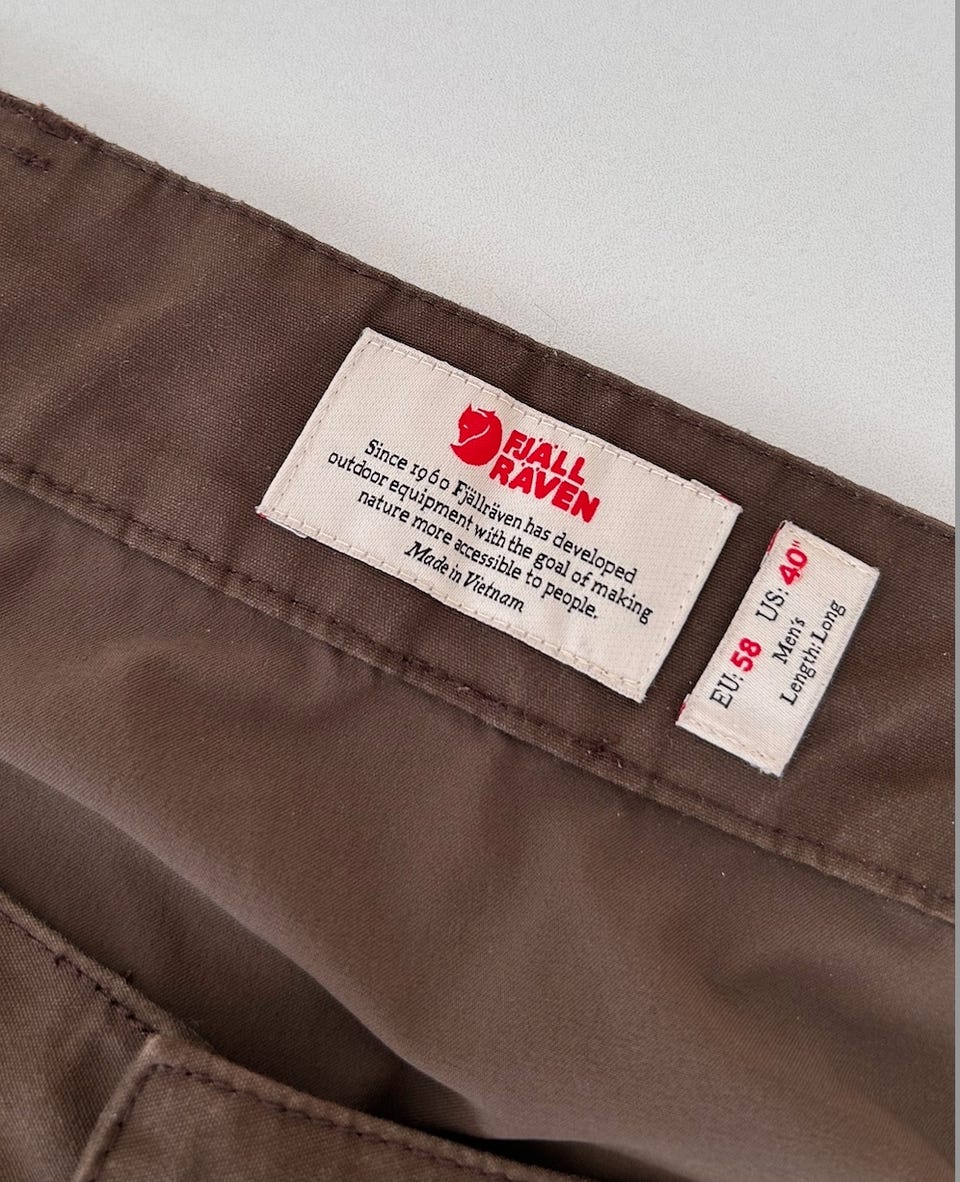 FJÄLL
RÄVEN
Since 1960 Fjällräven has developed
outdoor equipment with the goal of making
nature more accessible to people.
Made in Vietnam
EU: 58 US: 40"
Men's
Length: Long